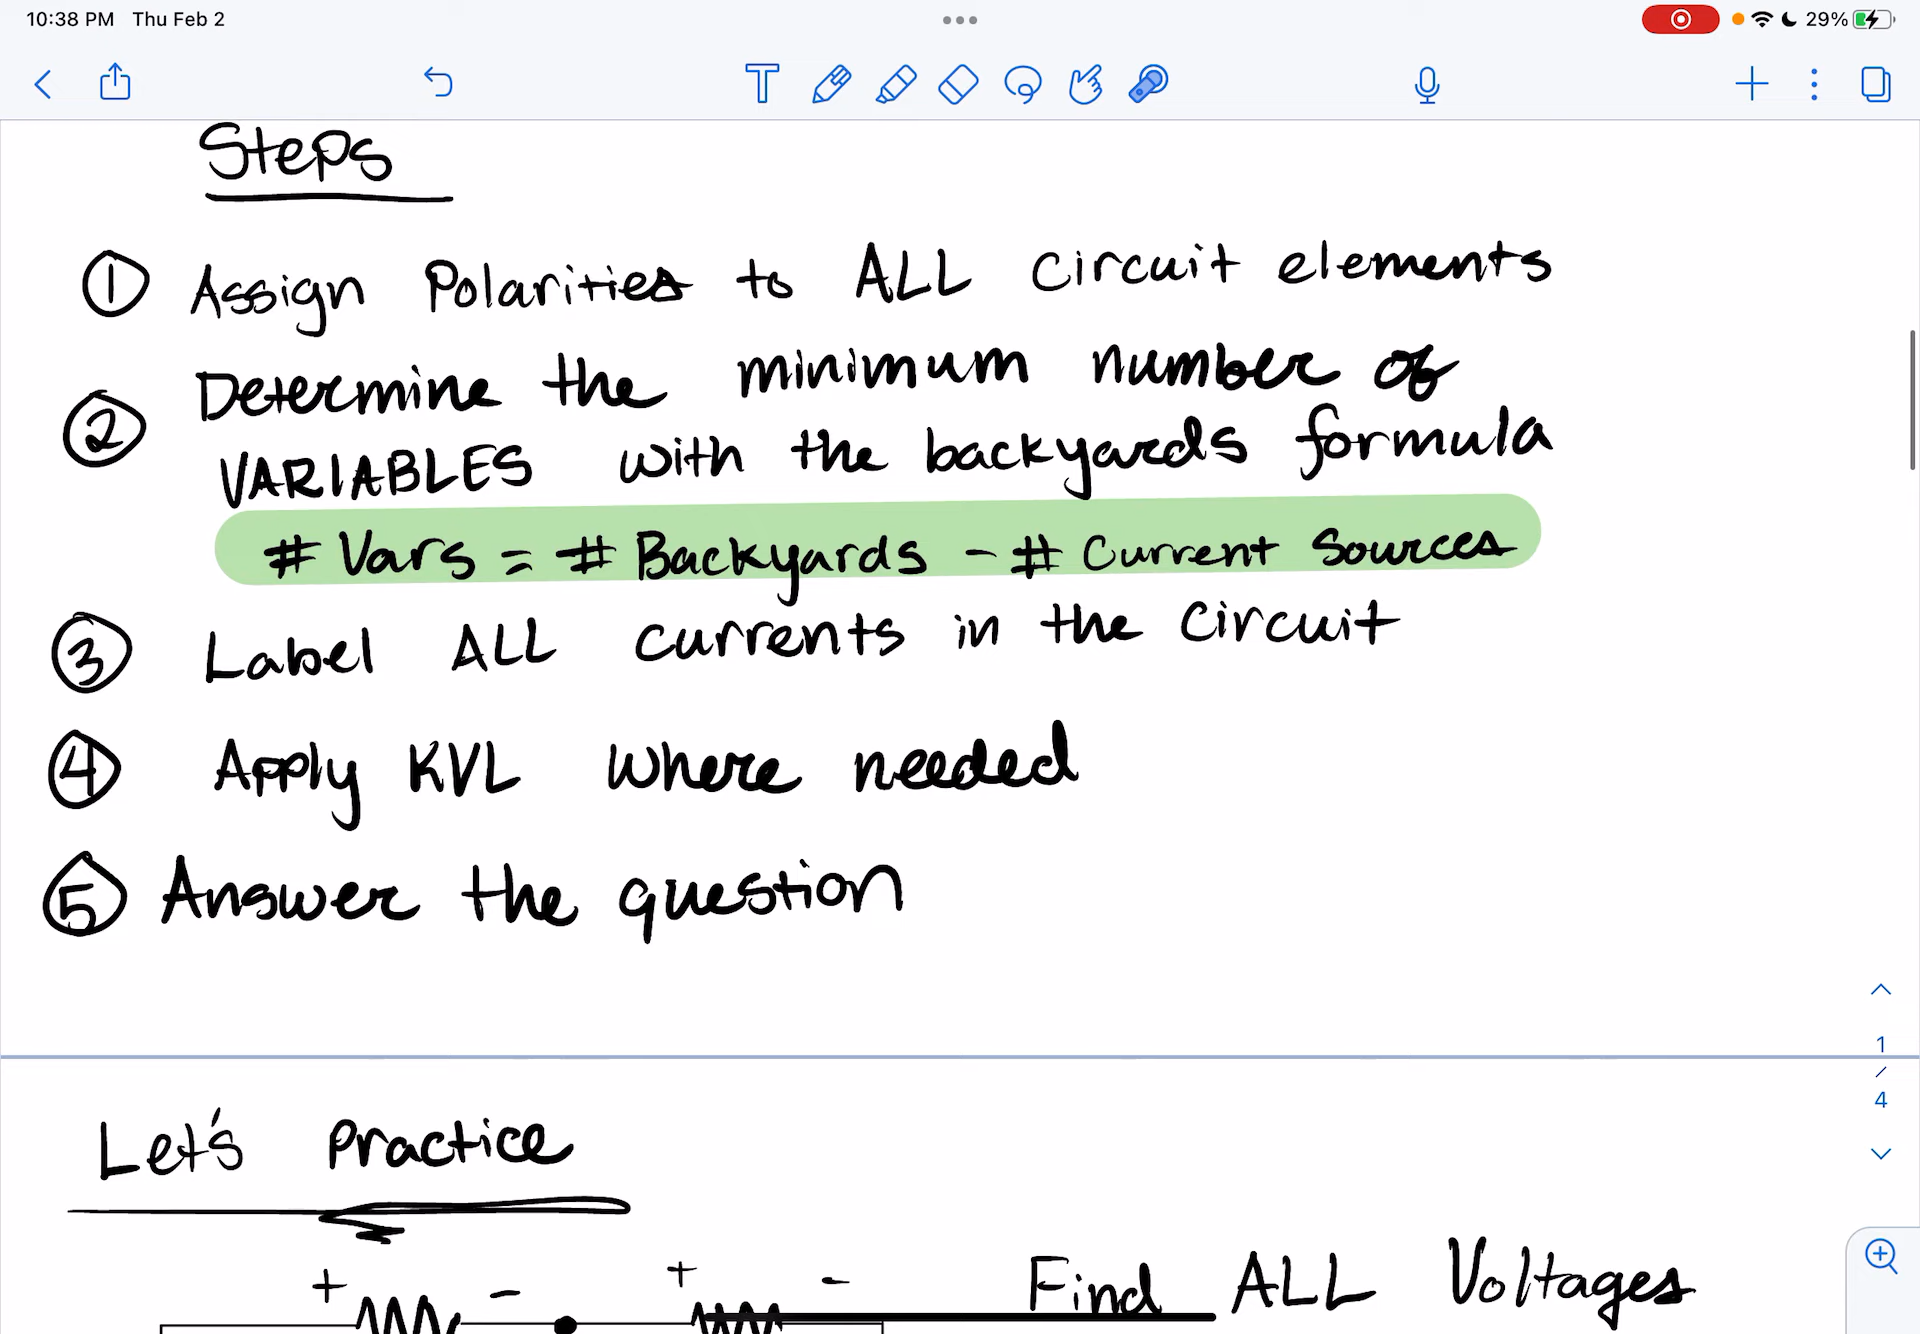 10:38 PM Thu Feb 2
29%
Steps
① Assign Polarities to ALL circuit elements
② Determine the minimum number of
VARIABLES with the backyards formula
# Vars = # Backyards - # Current Sources
③ Label ALL currents in the circuit
④ Apply KVL where needed
⑤ Answer the question
1
/
4
Let's Practice
+ - + -
Find ALL Voltages